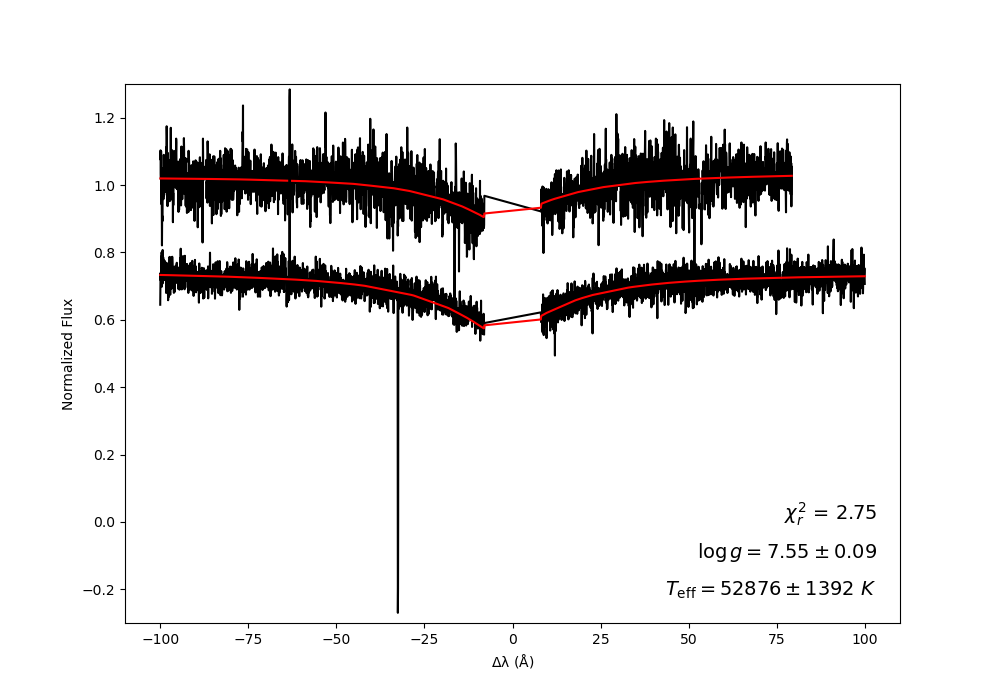 1.2
1.0
0.8
0.6
0.4
0.2
0.0
−0.2
Normalized Flux
χ²ᵣ = 2.75
log g = 7.55 ± 0.09
T_eff = 52876 ± 1392 K
−100 −75 −50 −25 0 25 50 75 100
Δλ (Å)